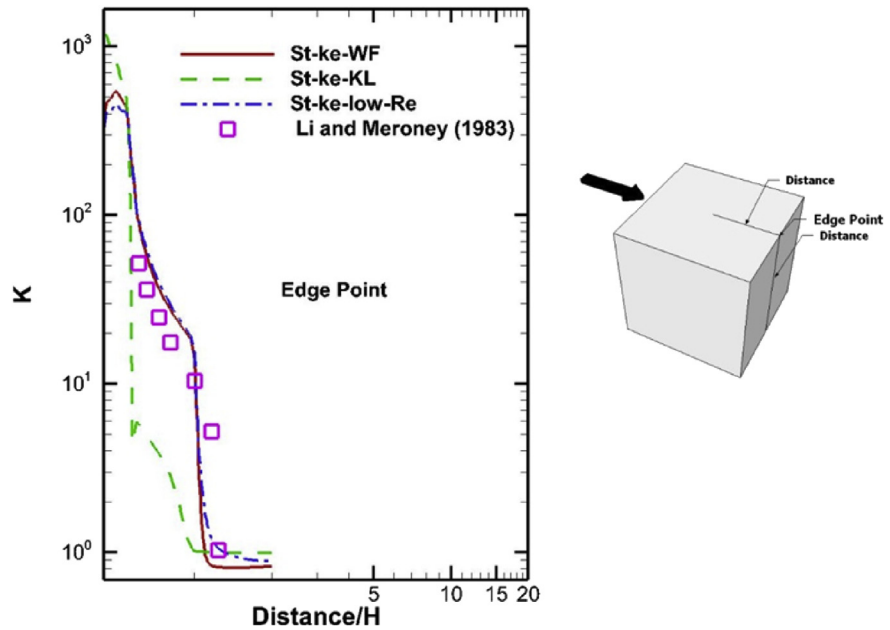 10³
St-ke-WF
St-ke-KL
St-ke-low-Re
Li and Meroney (1983)
10²
K
Edge Point
10¹
10⁰
5
10
15 20
Distance/H
Distance
Edge Point
Distance